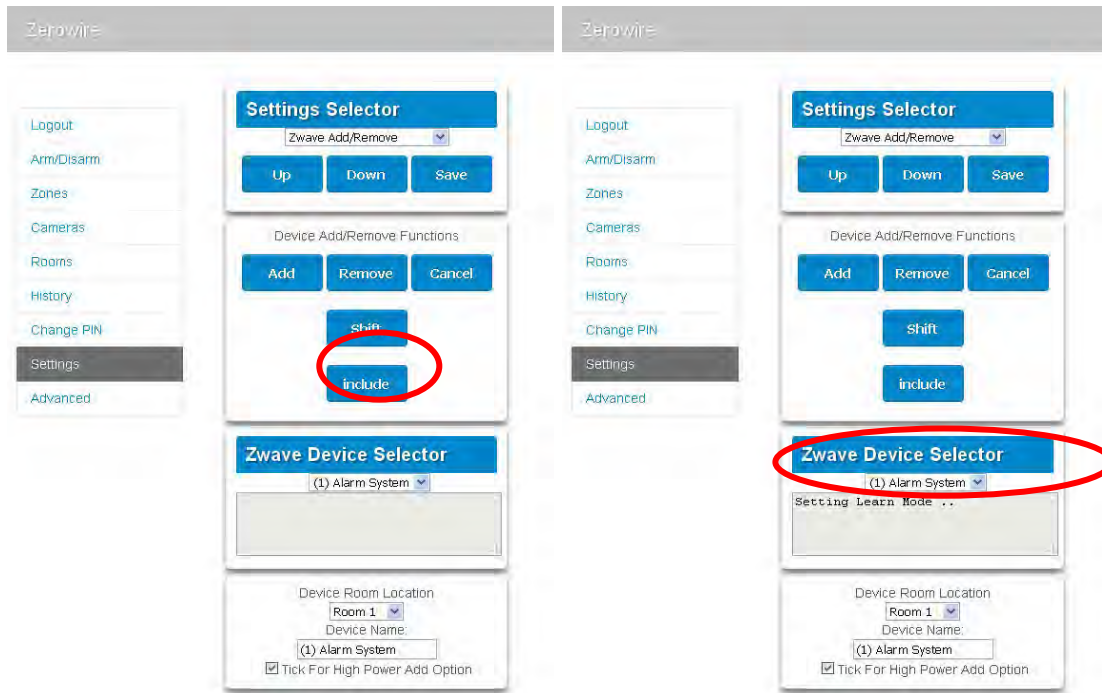 Zerowire
Logout
Arm/Disarm
Zones
Cameras
Rooms
History
Change PIN
Settings
Advanced
Settings Selector
Zwave Add/Remove
Up Down Save
Device Add/Remove Functions
Add Remove Cancel
Shift
include
Zwave Device Selector
(1) Alarm System
Device Room Location
Room 1
Device Name:
(1) Alarm System
Tick For High Power Add Option
Zerowire
Logout
Arm/Disarm
Zones
Cameras
Rooms
History
Change PIN
Settings
Advanced
Settings Selector
Zwave Add/Remove
Up Down Save
Device Add/Remove Functions
Add Remove Cancel
Shift
include
Zwave Device Selector
(1) Alarm System
Setting Learn Mode ..
Device Room Location
Room 1
Device Name:
(1) Alarm System
Tick For High Power Add Option